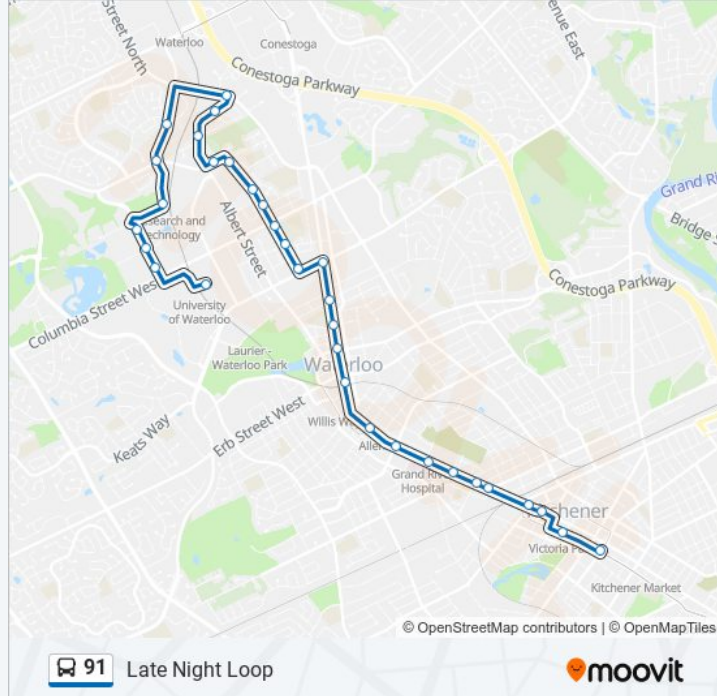 Street North
Waterloo
Conestoga
Conestoga Parkway
Grand Ri
Bridge S
Research and
Technology
Albert Street
Conestoga Parkway
Columbia Street West
University
of Waterloo
Laurier -
Waterloo Park
Waterloo
Keats Way
Erb Street West
Willis W
Allen
Grand Riv
Hospital
Kitchener
Victoria Pa
Kitchener Market
© OpenStreetMap contributors | © OpenMapTiles
91 Late Night Loop
moovit